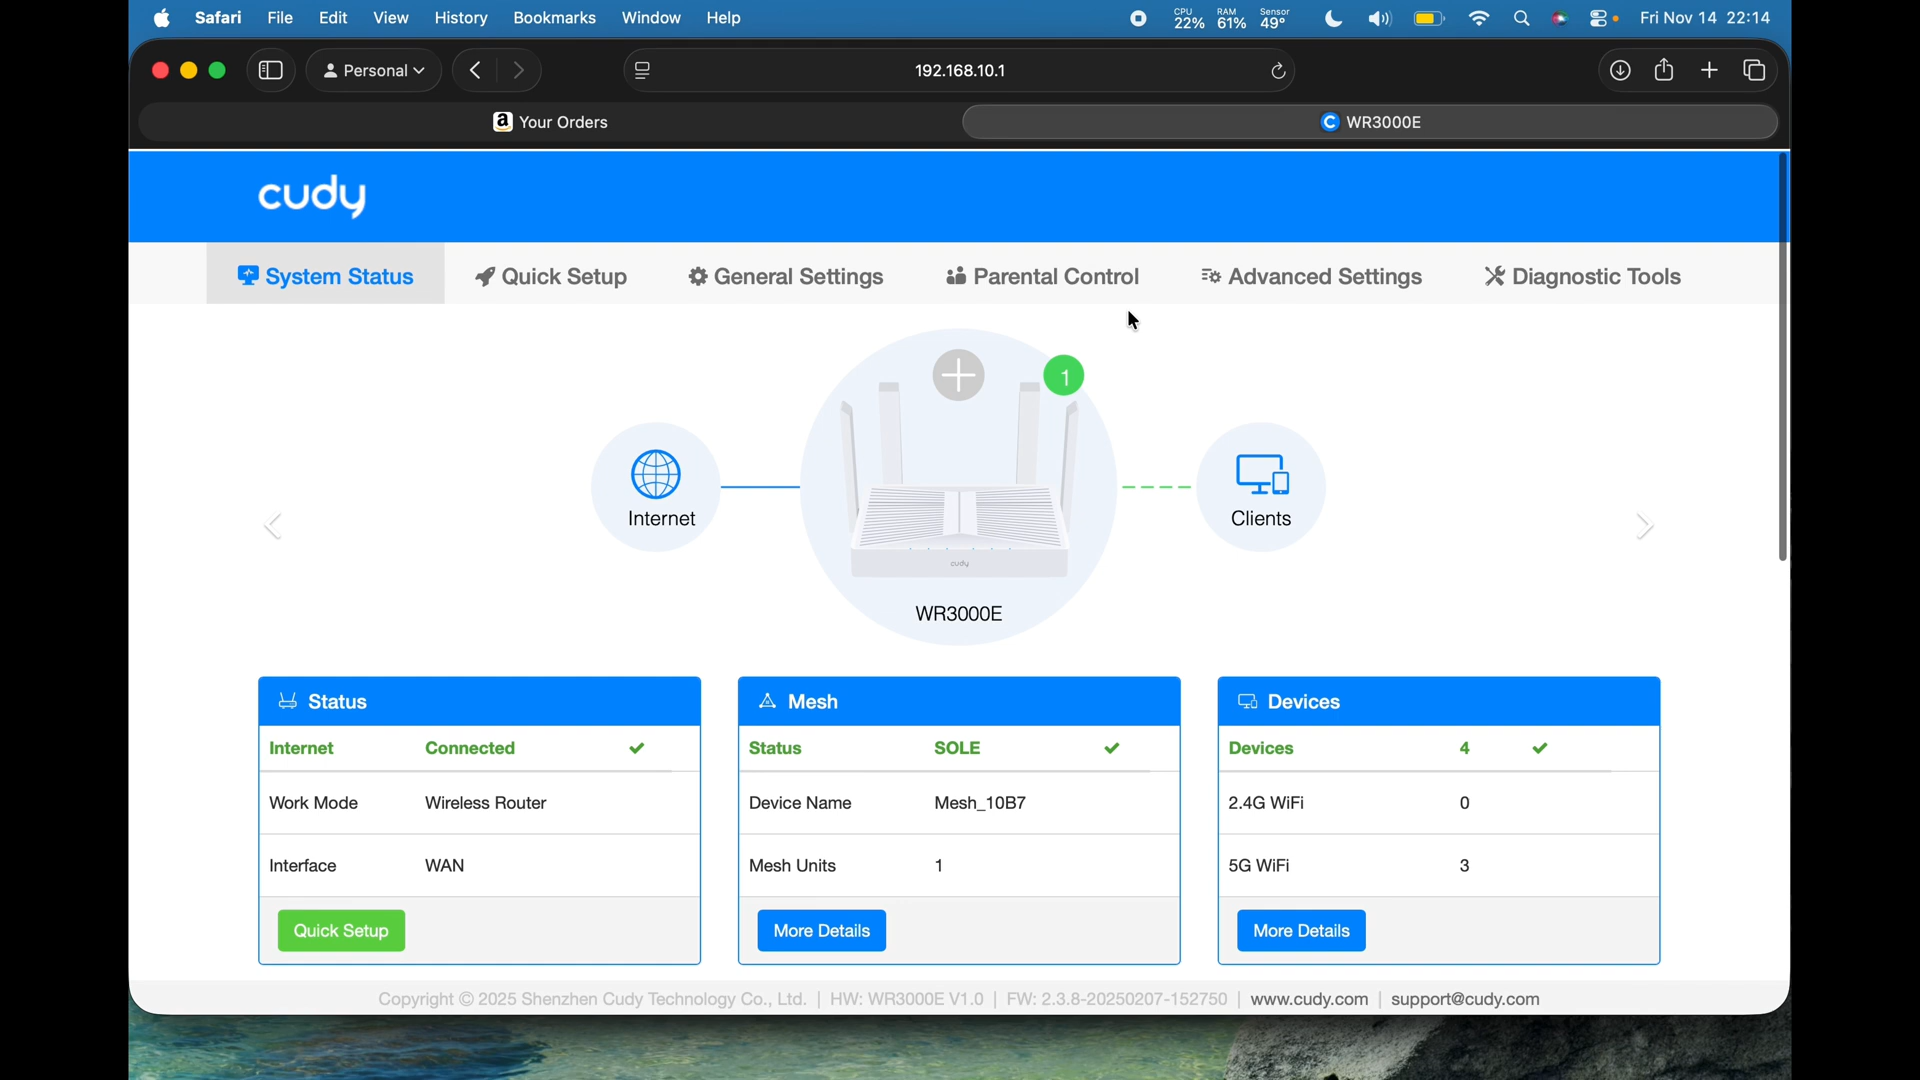 Safari File Edit View History Bookmarks Window Help CPU 22% RAM 61% Sensor 49° Fri Nov 14 22:14
Personal 192.168.10.1
Your Orders WR3000E
cudy
System Status Quick Setup General Settings Parental Control Advanced Settings Diagnostic Tools
1
Internet
Clients
cudy
WR3000E
Status
Internet Connected
Work Mode Wireless Router
Interface WAN
Quick Setup
Mesh
Status SOLE
Device Name Mesh_10B7
Mesh Units 1
More Details
Devices
Devices 4
2.4G WiFi 0
5G WiFi 3
More Details
Copyright © 2025 Shenzhen Cudy Technology Co., Ltd. | HW: WR3000E V1.0 | FW: 2.3.8-20250207-152750 | www.cudy.com | support@cudy.com